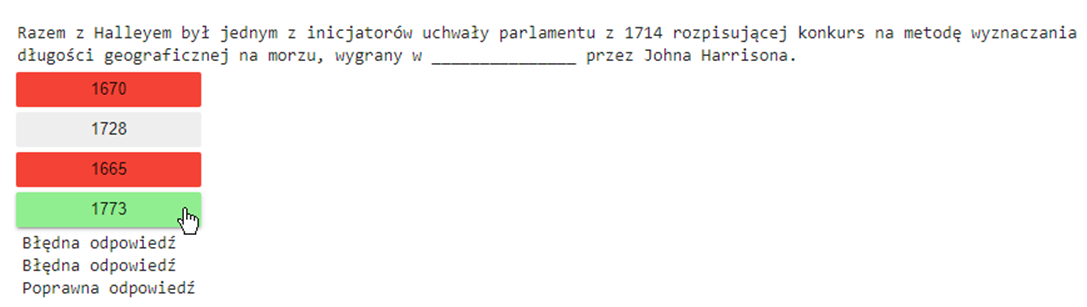 Razem z Halleyem był jednym z inicjatorów uchwały parlamentu z 1714 rozpisującej konkurs na metodę wyznaczania
długości geograficznej na morzu, wygrany w _______________ przez Johna Harrisona.
1670
1728
1665
1773
Błędna odpowiedź
Błędna odpowiedź
Poprawna odpowiedź